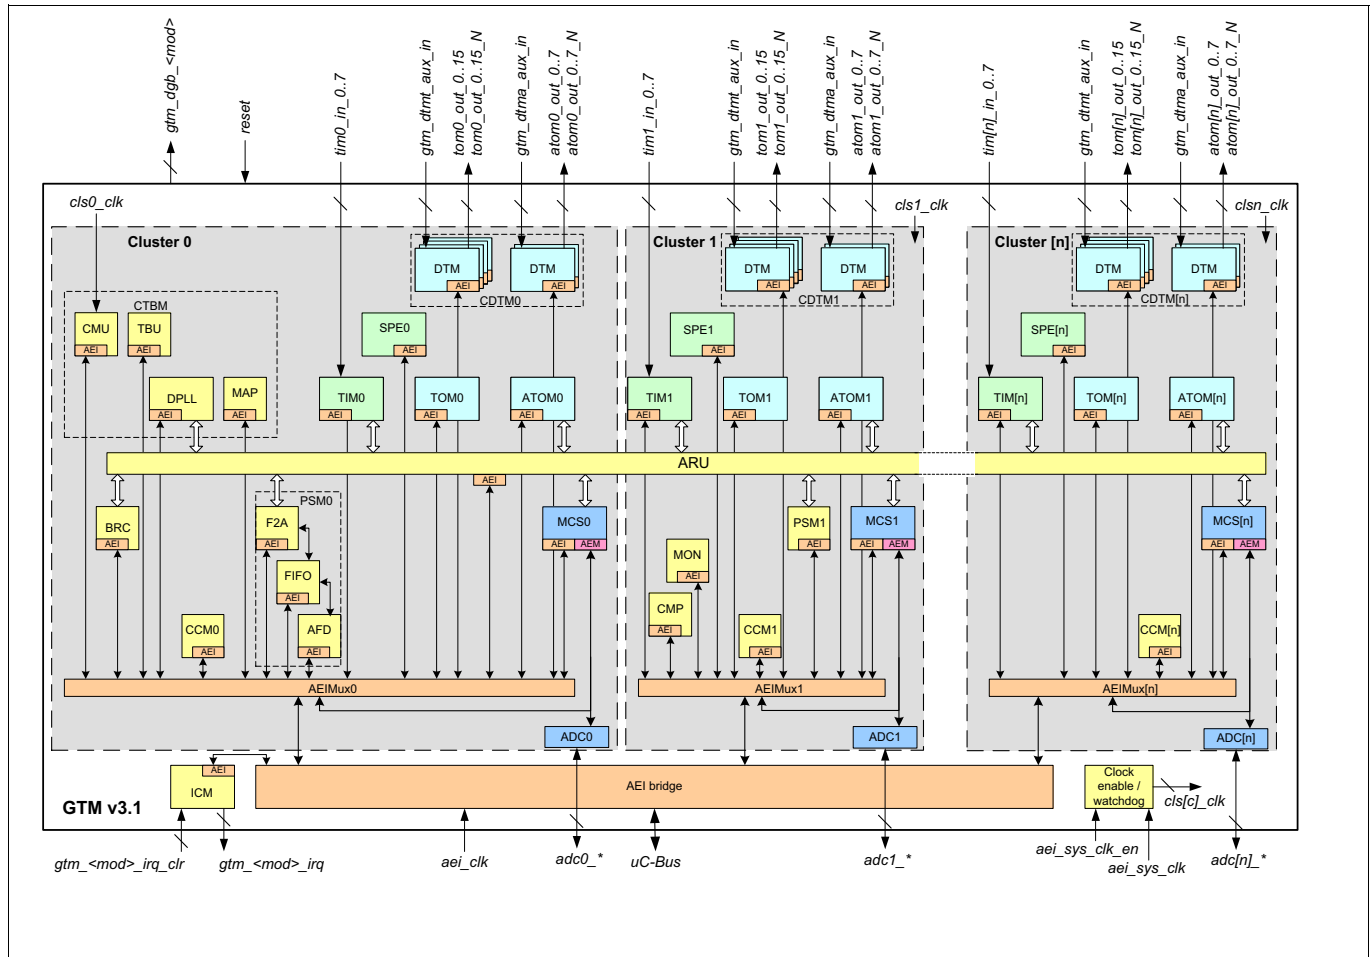 gtm_dgb_<mod>
reset
tim0_in_0..7
gtm_dtmt_aux_in
tom0_out_0..15
tom0_out_0..15_N
gtm_dtma_aux_in
atom0_out_0..7
atom0_out_0..7_N
tim1_in_0..7
gtm_dtmt_aux_in
tom1_out_0..15
tom1_out_0..15_N
gtm_dtma_aux_in
atom1_out_0..7
atom1_out_0..7_N
tim[n]_in_0..7
gtm_dtmt_aux_in
tom[n]_out_0..15
tom[n]_out_0..15_N
gtm_dtma_aux_in
atom[n]_out_0..7
atom[n]_out_0..7_N
cls0_clk
cls1_clk
clsn_clk
Cluster 0
Cluster 1
Cluster [n]
DTM
AEI
DTM
AEI
CDTM0
DTM
AEI
DTM
AEI
CDTM1
DTM
AEI
DTM
AEI
CDTM[n]
CTBM
CMU
AEI
TBU
AEI
SPE0
AEI
SPE1
AEI
SPE[n]
AEI
DPLL
AEI
MAP
AEI
TIM0
AEI
TOM0
AEI
ATOM0
AEI
TIM1
AEI
TOM1
AEI
ATOM1
AEI
TIM[n]
AEI
TOM[n]
AEI
ATOM[n]
AEI
ARU
AEI
BRC
AEI
PSM0
F2A
AEI
FIFO
AEI
AFD
AEI
CCM0
AEI
MCS0
AEI
AEM
MON
AEI
CMP
AEI
CCM1
AEI
PSM1
AEI
MCS1
AEI
AEM
CCM[n]
AEI
MCS[n]
AEI
AEM
AEIMux0
AEIMux1
AEIMux[n]
ADC0
ADC1
ADC[n]
AEI
ICM
AEI bridge
Clock
enable /
watchdog
cls[c]_clk
GTM v3.1
gtm_<mod>_irq_clr
gtm_<mod>_irq
aei_clk
adc0_*
uC-Bus
adc1_*
aei_sys_clk_en
aei_sys_clk
adc[n]_*